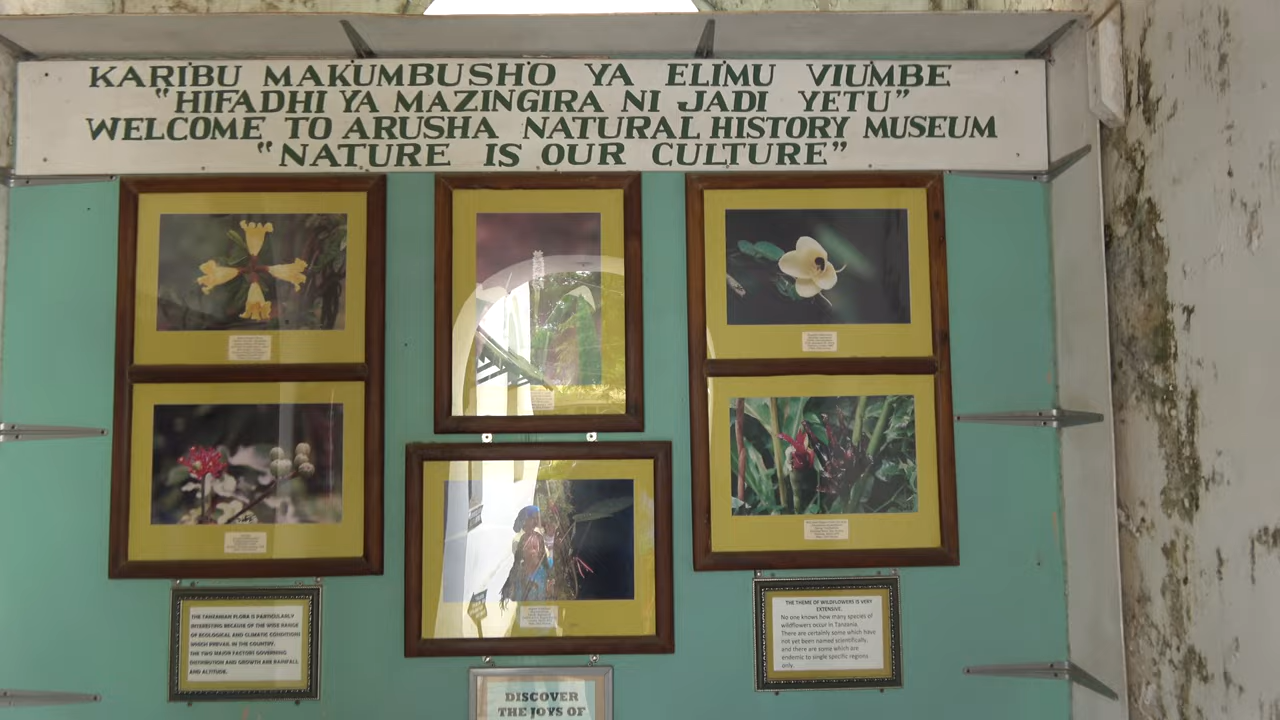 KARIBU MAKUMBUSHO YA ELIMU VIUMBE
"HIFADHI YA MAZINGIRA NI JADI YETU"
WELCOME TO ARUSHA NATURAL HISTORY MUSEUM
"NATURE IS OUR CULTURE"
THE TANZANIAN FLORA IS PARTICULARLY
INTERESTING BECAUSE OF THE WIDE RANGE
OF ECOLOGICAL AND CLIMATIC CONDITIONS
WHICH PREVAIL IN THE COUNTRY.
THE TWO MAJOR FACTORS GOVERNING
DISTRIBUTION AND GROWTH ARE RAINFALL
AND ALTITUDE.
THE THEME OF WILDFLOWERS IS VERY
EXTENSIVE.
No one knows how many species of
wildflowers occur in Tanzania.
There are certainly some which have
not yet been named scientifically,
and there are some which are
endemic to single specific regions
only.
DISCOVER
THE JOYS OF